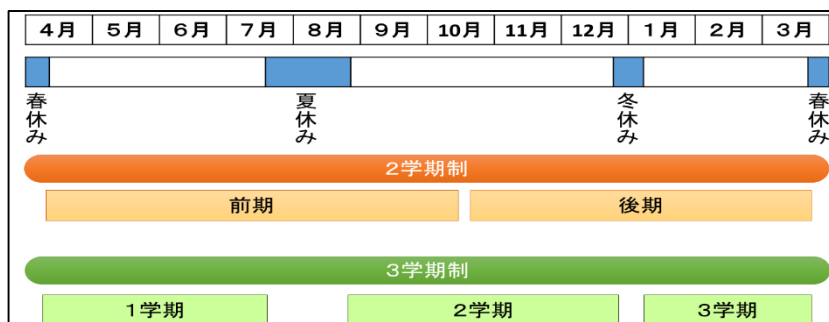 4月 5月 6月 7月 8月 9月 10月 11月 12月 1月 2月 3月
春休み 夏休み 冬休み 春休み
2学期制
前期 後期
3学期制
1学期 2学期 3学期